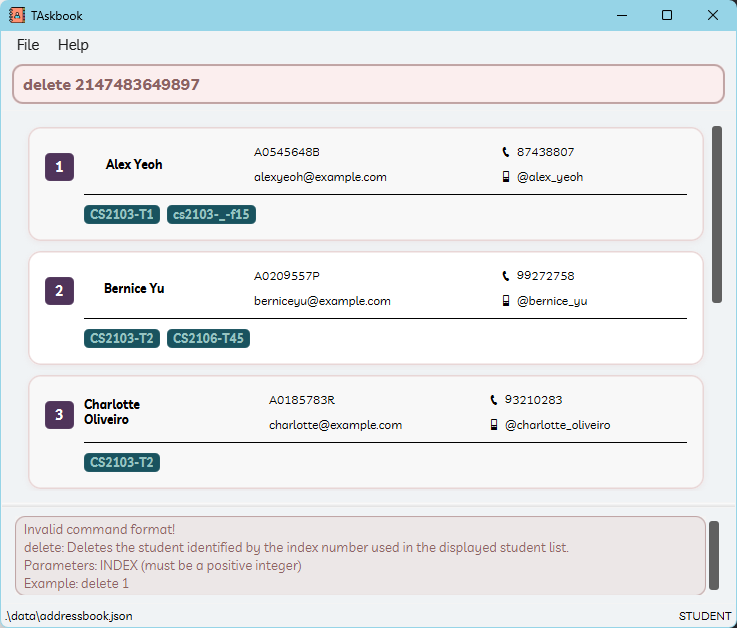 TAskbook
File Help
delete 2147483649897
1
Alex Yeoh
A0545648B
87438807
alexyeoh@example.com
@alex_yeoh
CS2103-T1 cs2103-_-f15
2
Bernice Yu
A0209557P
99272758
berniceyu@example.com
@bernice_yu
CS2103-T2 CS2106-T45
3
Charlotte
Oliveiro
A0185783R
93210283
charlotte@example.com
@charlotte_oliveiro
CS2103-T2
Invalid command format!
delete: Deletes the student identified by the index number used in the displayed student list.
Parameters: INDEX (must be a positive integer)
Example: delete 1
.\data\addressbook.json
STUDENT